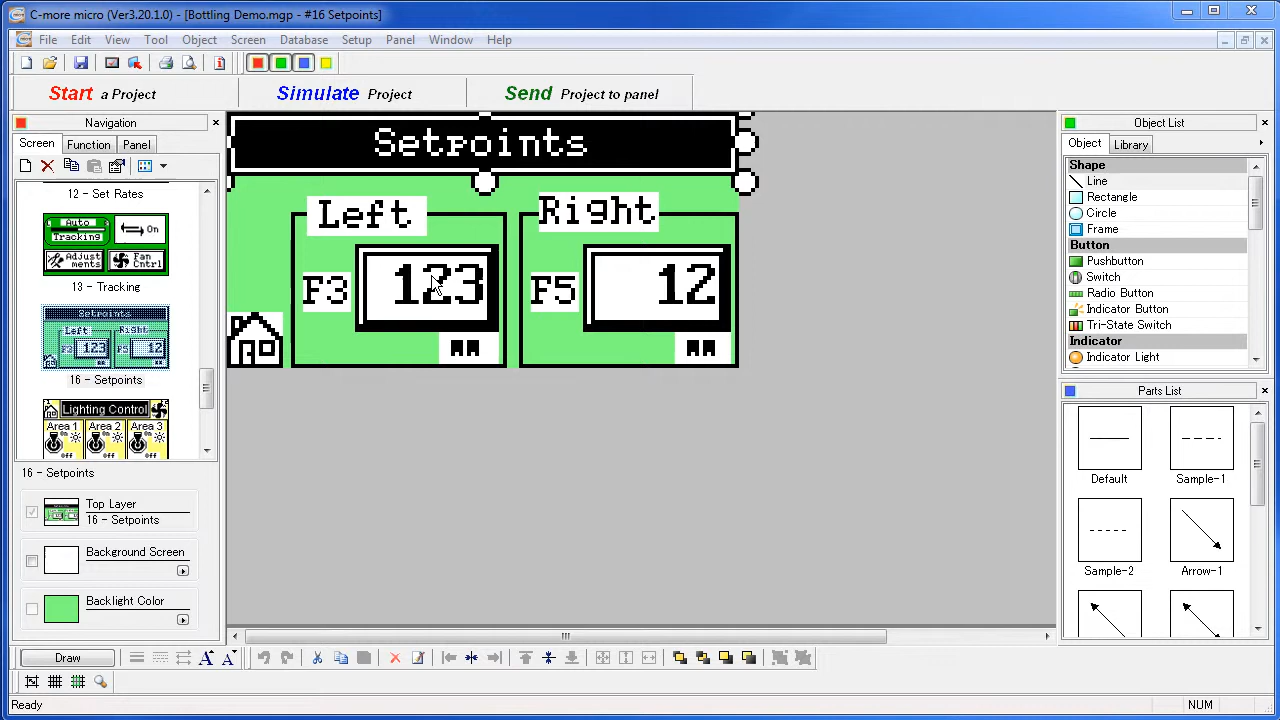 C-more micro (Ver3.20.1.0) - [Bottling Demo.mgp - #16 Setpoints]
File Edit View Tool Object Screen Database Setup Panel Window Help
Start a Project
Simulate Project
Send Project to panel
Navigation
Screen Function Panel
12 - Set Rates
Auto Tracking
On
Adjust ments
Fan Cntrl
13 - Tracking
Setpoints
Left Right
F3 123 F5 12
16 - Setpoints
Lighting Control
Area 1 Area 2 Area 3
On On On
Off Off Off
16 - Setpoints
Top Layer
16 - Setpoints
Background Screen
Backlight Color
Setpoints
Left
Right
F3 123
F5 12
Object List
Object Library
Shape
Line
Rectangle
Circle
Frame
Button
Pushbutton
Switch
Radio Button
Indicator Button
Tri-State Switch
Indicator
Indicator Light
Parts List
Default
Sample-1
Sample-2
Arrow-1
Draw
A A
Ready
NUM